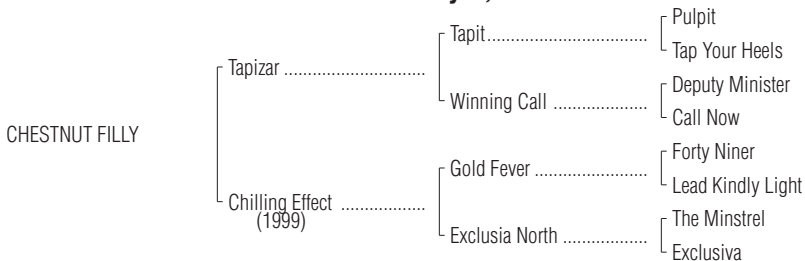 Pulpit
Tapit
Tap Your Heels
Tapizar
Deputy Minister
Winning Call
Call Now
CHESTNUT FILLY
Forty Niner
Gold Fever
Lead Kindly Light
Chilling Effect
(1999)
The Minstrel
Exclusia North
Exclusiva